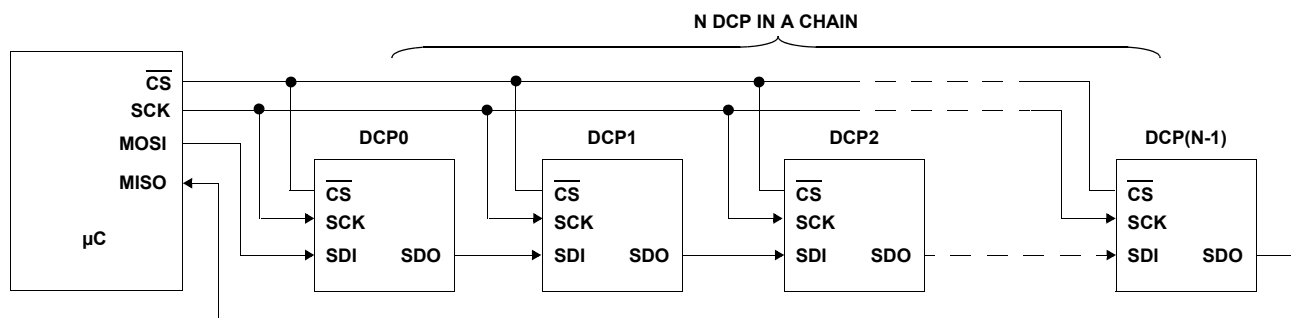 N DCP IN A CHAIN
CS
SCK
MOSI
MISO
µC
DCP0
CS
SCK
SDI SDO
DCP1
CS
SCK
SDI SDO
DCP2
CS
SCK
SDI SDO
DCP(N-1)
CS
SCK
SDI SDO